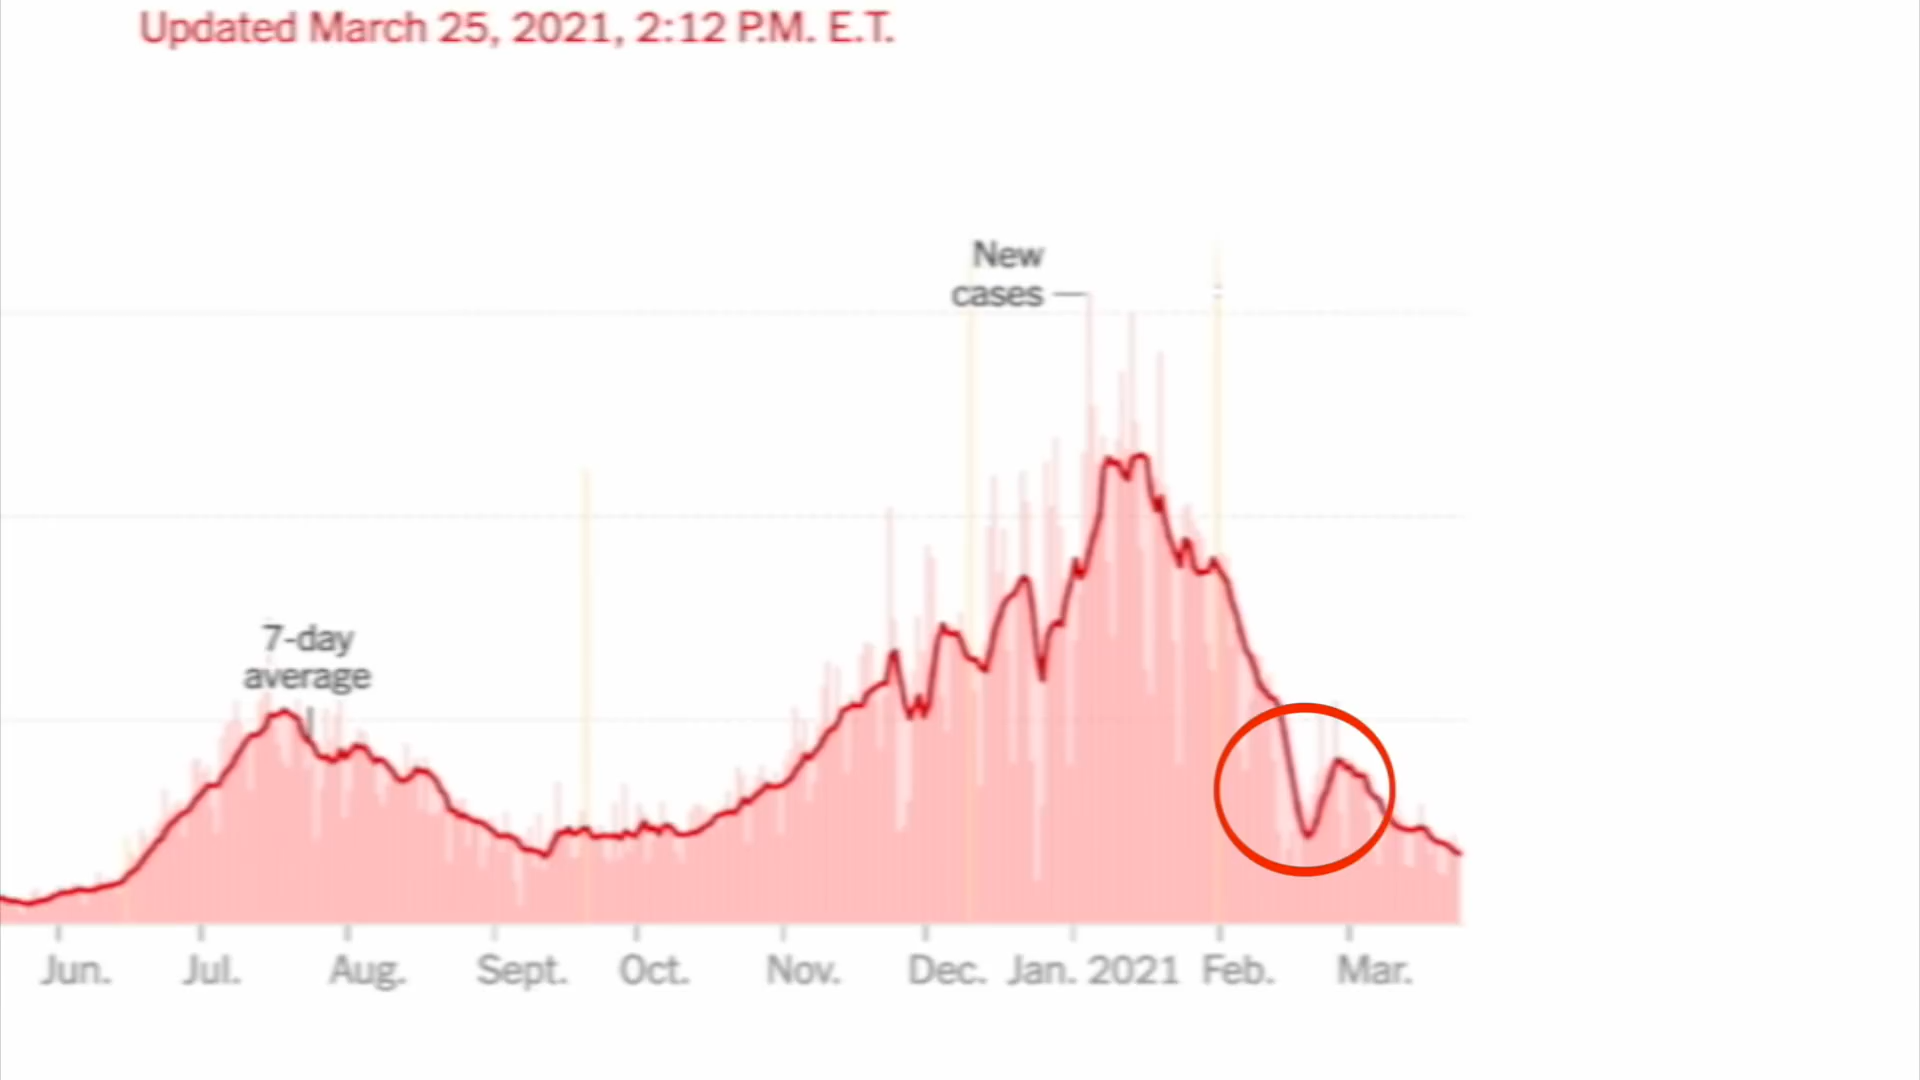 Updated March 25, 2021, 2:12 P.M. E.T.
New
cases
7-day
average
Jun. Jul. Aug. Sept. Oct. Nov. Dec. Jan. 2021 Feb. Mar.